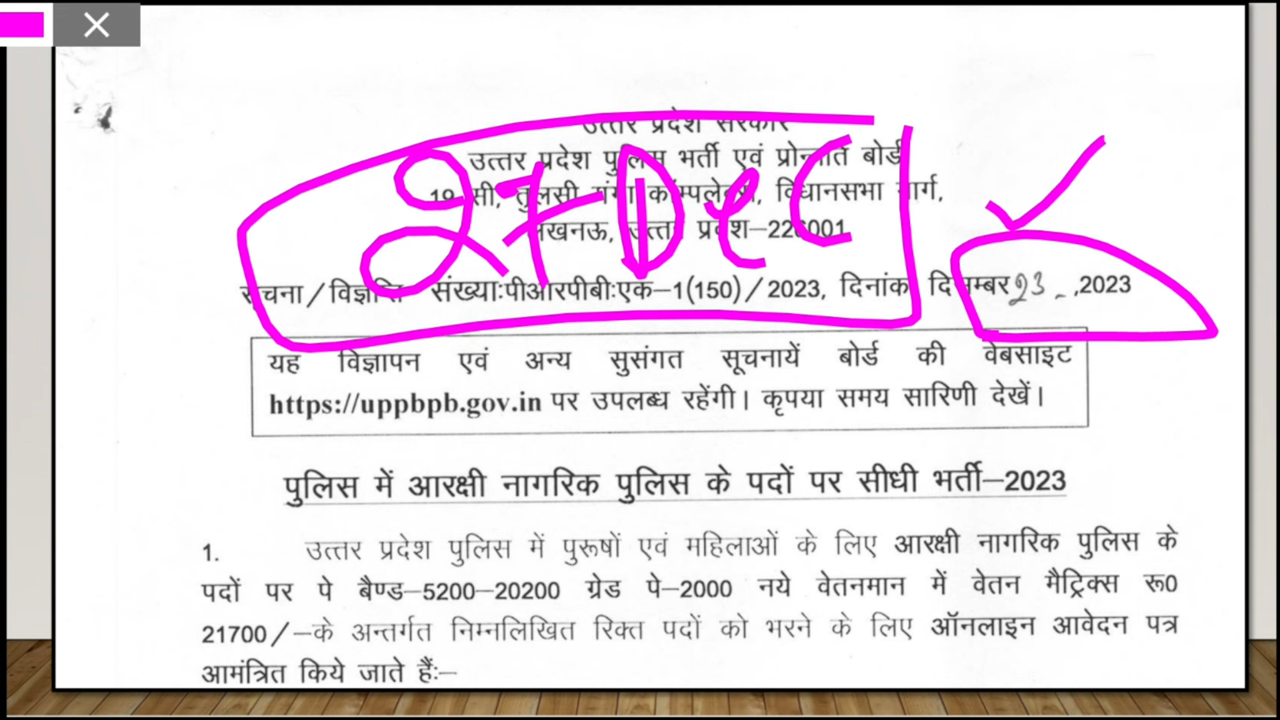 उत्तर प्रदेश सरकार
उत्तर प्रदेश पुलिस भर्ती एवं प्रोन्नति बोर्ड
19-सी, तुलसी गंगा कॉम्पलेक्स, विधानसभा मार्ग,
लखनऊ, उत्तर प्रदेश–226001
27 Dec
सूचना/विज्ञप्ति संख्या:पीआरपीबी:एक–1(150)/2023, दिनांक दिसम्बर 23 ,2023
यह विज्ञापन एवं अन्य सुसंगत सूचनायें बोर्ड की वेबसाइट
https://uppbpb.gov.in पर उपलब्ध रहेंगी। कृपया समय सारिणी देखें।
पुलिस में आरक्षी नागरिक पुलिस के पदों पर सीधी भर्ती–2023
1. उत्तर प्रदेश पुलिस में पुरूषों एवं महिलाओं के लिए आरक्षी नागरिक पुलिस के
पदों पर पे बैण्ड–5200–20200 ग्रेड पे–2000 नये वेतनमान में वेतन मैट्रिक्स रू0
21700/–के अन्तर्गत निम्नलिखित रिक्त पदों को भरने के लिए ऑनलाइन आवेदन पत्र
आमंत्रित किये जाते हैं:–